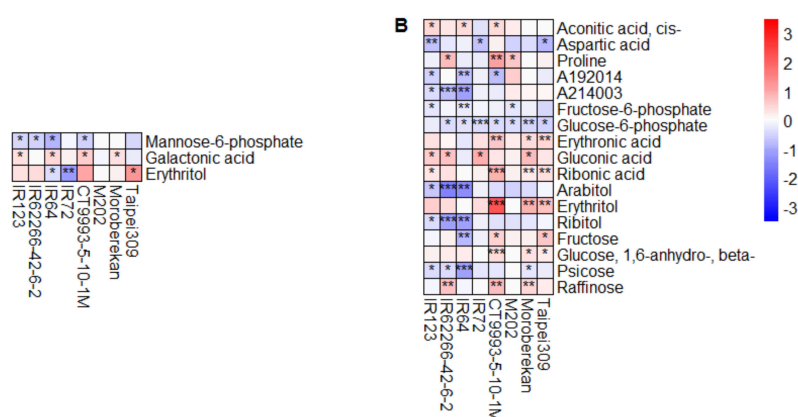 B
Mannose-6-phosphate
Galactonic acid
Erythritol
* * * *
* * * *
* ** *
IR123
IR62266-42-6-2
IR64
IR72
CT9993-5-10-1M
M202
Moroberekan
Taipei309
Aconitic acid, cis-
Aspartic acid
Proline
A192014
A214003
Fructose-6-phosphate
Glucose-6-phosphate
Erythronic acid
Gluconic acid
Ribonic acid
Arabitol
Erythritol
Ribitol
Fructose
Glucose, 1,6-anhydro-, beta-
Psicose
Raffinose
* * *
** * *
* ** *
* ** *
* *** **
* ** *
* * *** * * ** *
** * *
* * * *
** *** * **
* *** **
*** ** **
* *** **
** * *
*** * *
* * *** *
** ** **
IR123
IR62266-42-6-2
IR64
IR72
CT9993-5-10-1M
M202
Moroberekan
Taipei309
3
2
1
0
-1
-2
-3